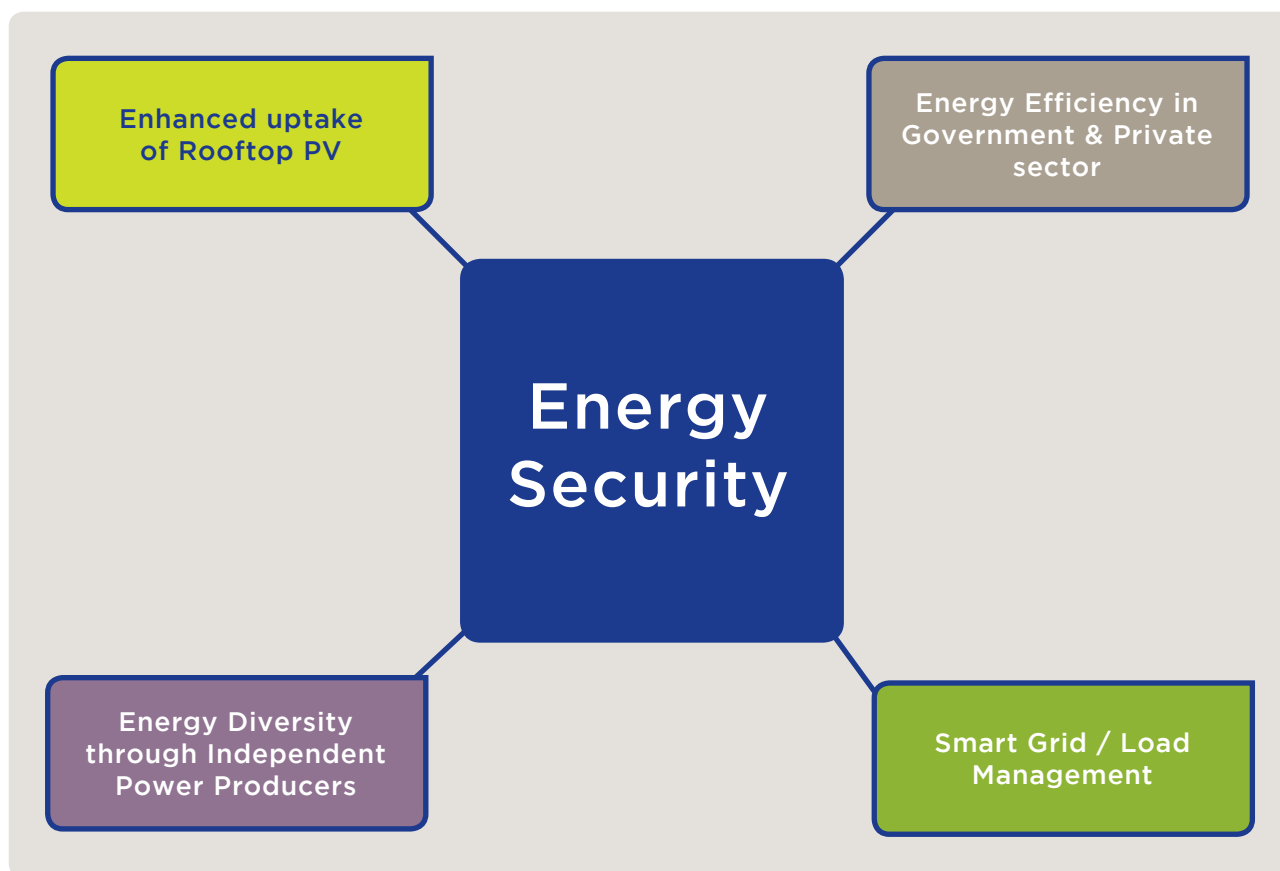 Enhanced uptake
of Rooftop PV
Energy Efficiency in
Government & Private
sector
Energy
Security
Energy Diversity
through Independent
Power Producers
Smart Grid / Load
Management